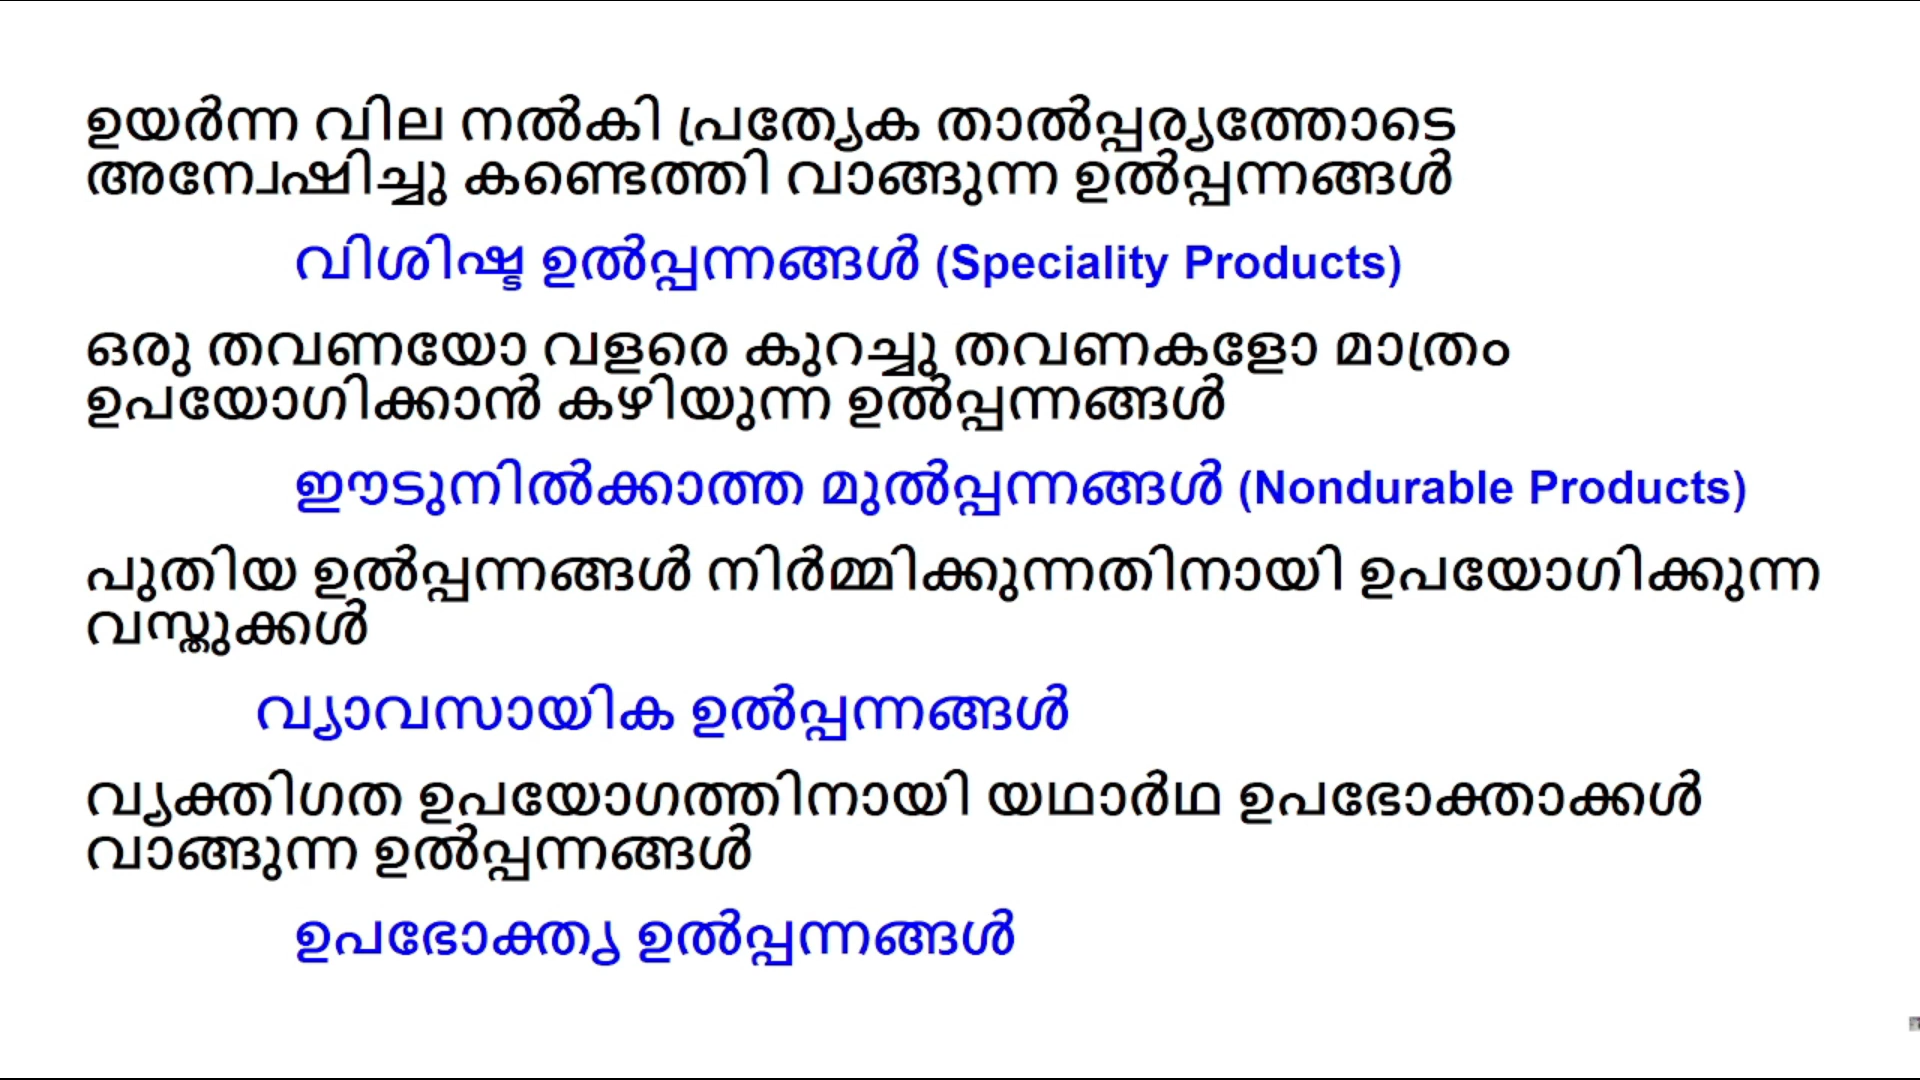 ഉയർന്ന വില നൽകി പ്രത്യേക താൽപ്പര്യത്തോടെ
അന്വേഷിച്ചു കണ്ടെത്തി വാങ്ങുന്ന ഉൽപ്പന്നങ്ങൾ
വിശിഷ്ട ഉൽപ്പന്നങ്ങൾ (Speciality Products)
ഒരു തവണയോ വളരെ കുറച്ചു തവണകളോ മാത്രം
ഉപയോഗിക്കാൻ കഴിയുന്ന ഉൽപ്പന്നങ്ങൾ
ഈടുനിൽക്കാത്ത മുൽപ്പന്നങ്ങൾ (Nondurable Products)
പുതിയ ഉൽപ്പന്നങ്ങൾ നിർമ്മിക്കുന്നതിനായി ഉപയോഗിക്കുന്ന
വസ്തുക്കൾ
വ്യാവസായിക ഉൽപ്പന്നങ്ങൾ
വ്യക്തിഗത ഉപയോഗത്തിനായി യഥാർഥ ഉപഭോക്താക്കൾ
വാങ്ങുന്ന ഉൽപ്പന്നങ്ങൾ
ഉപഭോക്തൃ ഉൽപ്പന്നങ്ങൾ